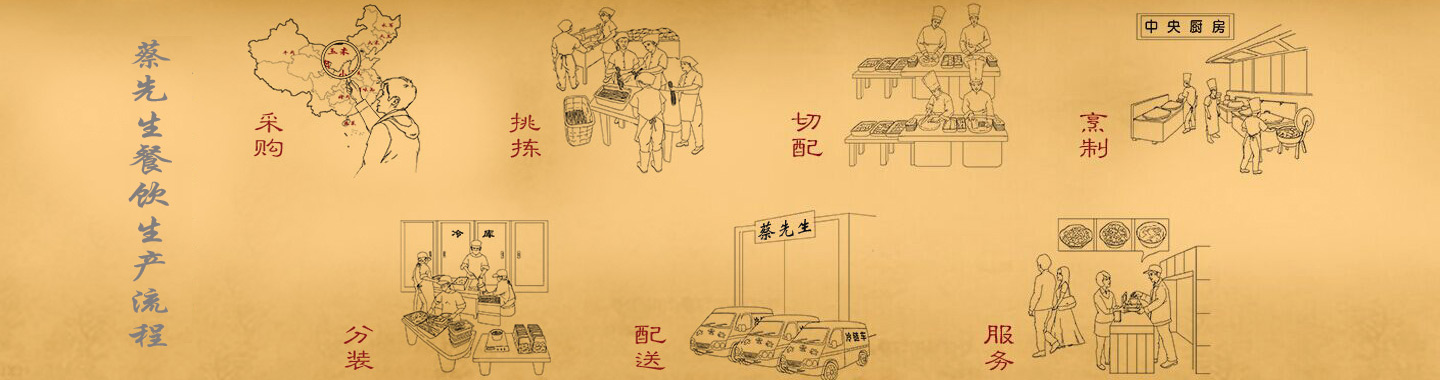 蔡先生餐饮生产流程
采购
挑拣
切配
中央厨房
烹制
冷库
分装
蔡先生
冷链车
配送
服务